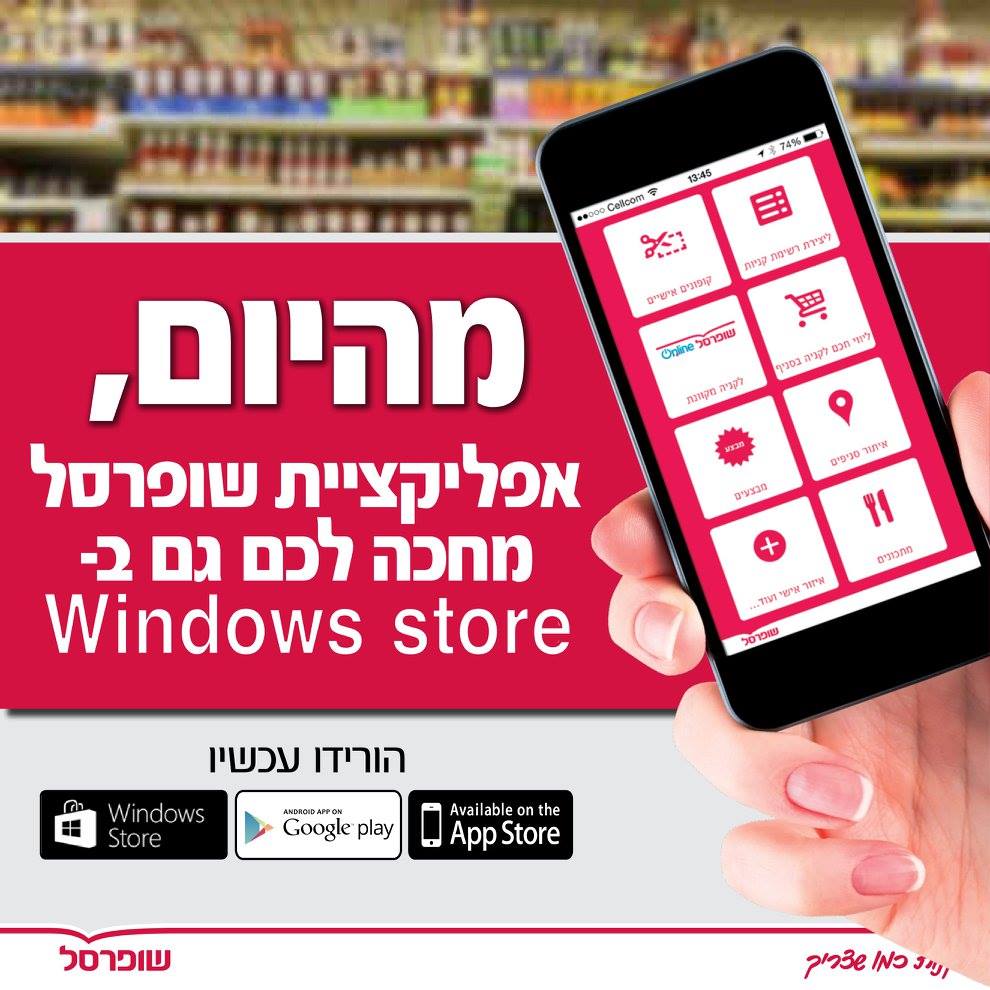 מהיום,
אפליקציית שופרסל
מחכה לכם גם ב-
Windows store
Cellcom
13:45
74%
ליצירת רשימת קניות
קופונים אישיים
ליווי חכם לקניה בסניף
שופרסל Online
לקניה מקוונת
איתור סניפים
מבצע
מבצעים
מתכונים
איזור אישי ועוד...
שופרסל
הורידו עכשיו
Windows
Store
ANDROID APP ON
Google play
Available on the
App Store
שופרסל
כמו שצריך